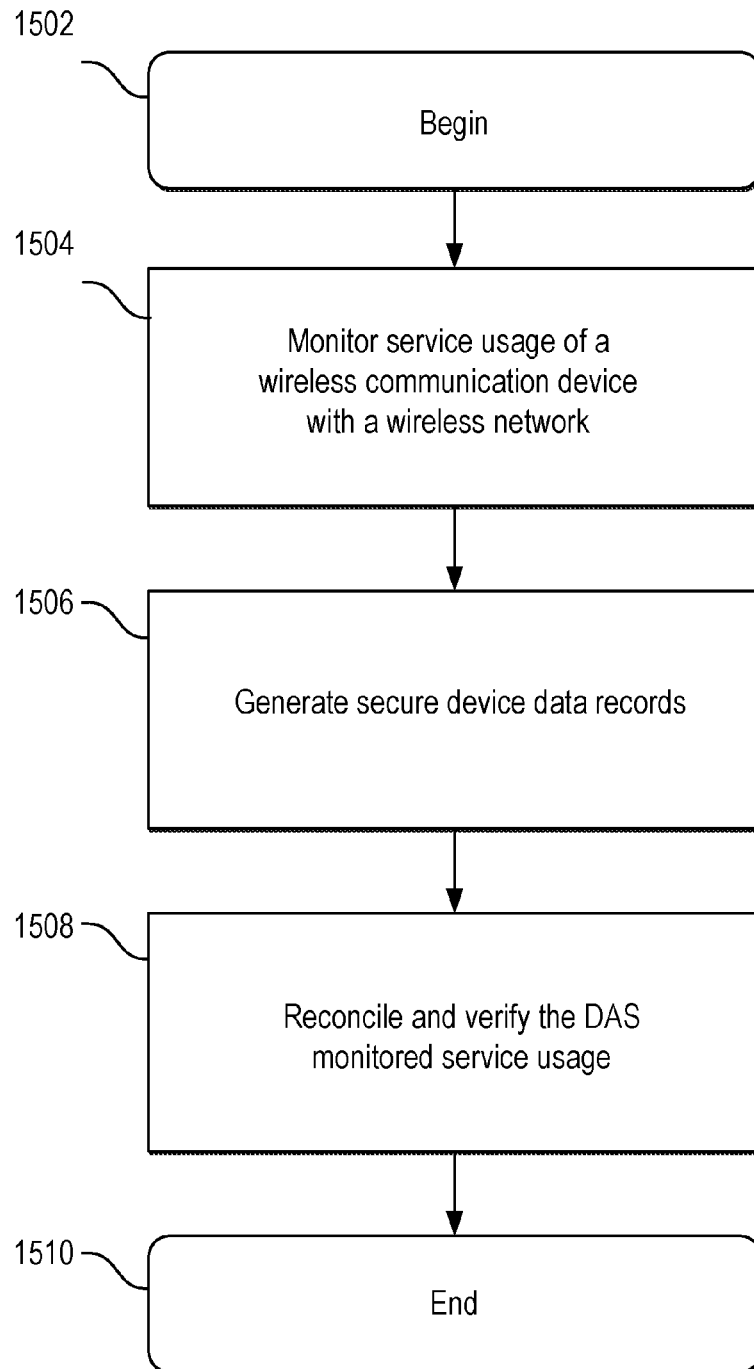 1502
Begin
1504
Monitor service usage of a
wireless communication device
with a wireless network
1506
Generate secure device data records
1508
Reconcile and verify the DAS
monitored service usage
1510
End